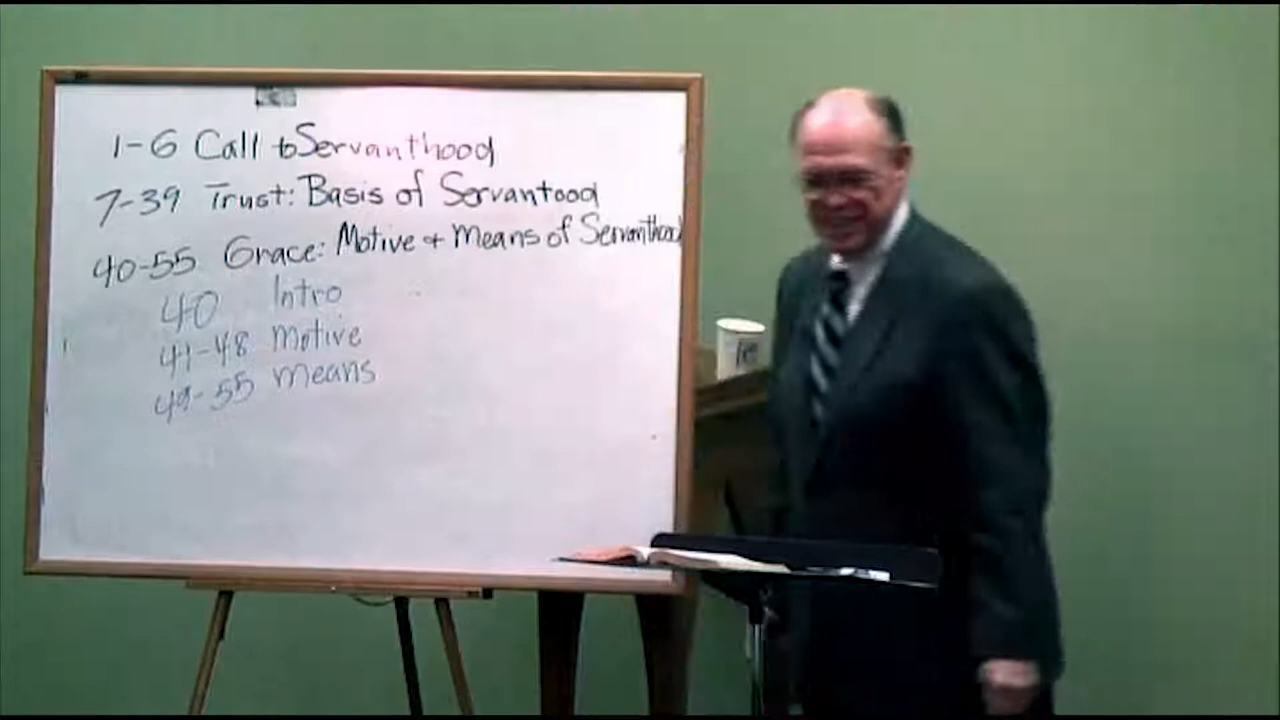 1-6 Call to Servanthood
7-39 Trust: Basis of Servantood
40-55 Grace: Motive + Means of Servanthood
40 Intro
41-48 Motive
49-55 Means